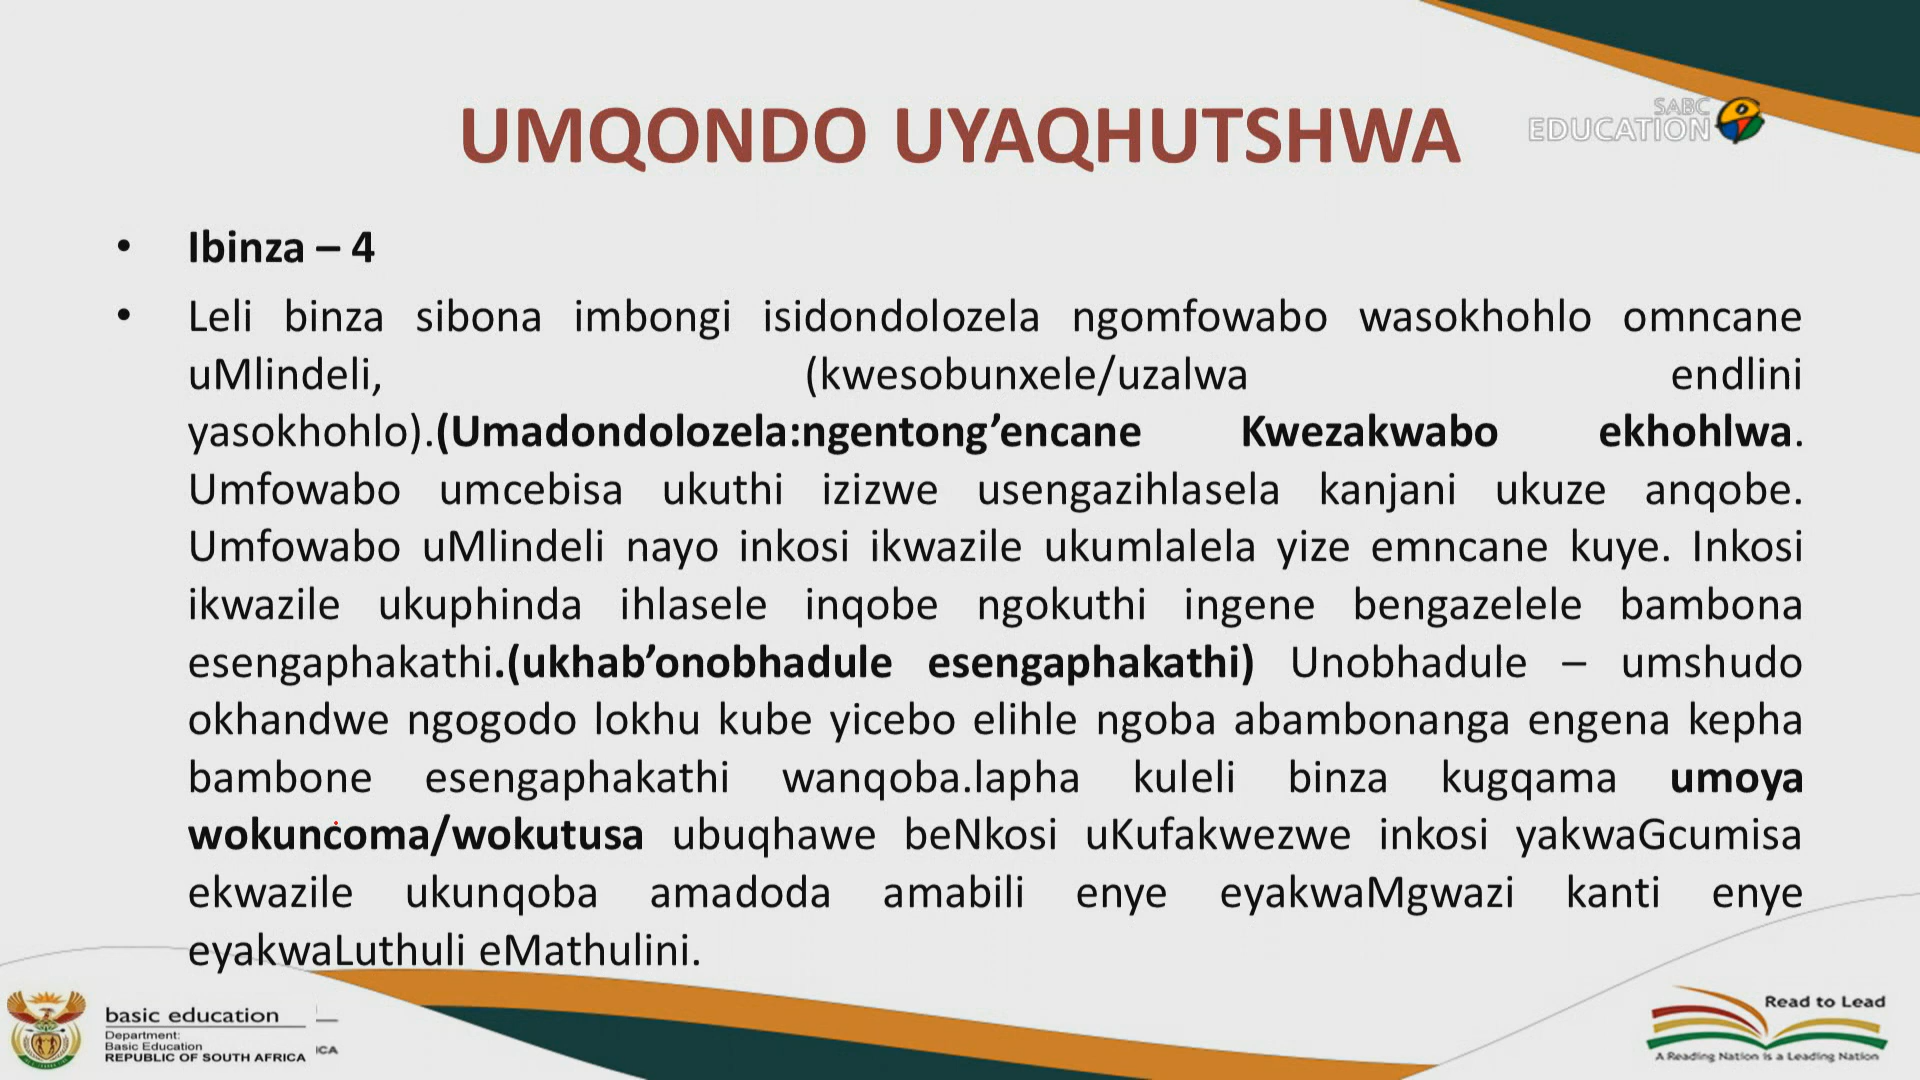 UMQONDO UYAQHUTSHWA
SABC
EDUCATION
• Ibinza – 4
• Leli binza sibona imbongi isidondolozela ngomfowabo wasokhohlo omncane
uMlindeli, (kwesobunxele/uzalwa endlini
yasokhohlo).(Umadondolozela:ngentong’encane Kwezakwabo ekhohlwa.
Umfowabo umcebisa ukuthi izizwe usengazihlasela kanjani ukuze anqobe.
Umfowabo uMlindeli nayo inkosi ikwazile ukumlalela yize emncane kuye. Inkosi
ikwazile ukuphinda ihlasele inqobe ngokuthi ingene bengazelele bambona
esengaphakathi.(ukhab’onobhadule esengaphakathi) Unobhadule – umshudo
okhandwe ngogodo lokhu kube yicebo elihle ngoba abambonanga engena kepha
bambone esengaphakathi wanqoba.lapha kuleli binza kugqama umoya
wokuncoma/wokutusa ubuqhawe beNkosi uKufakwezwe inkosi yakwaGcumisa
ekwazile ukunqoba amadoda amabili enye eyakwaMgwazi kanti enye
eyakwaLuthuli eMathulini.
basic education
Department:
Basic Education
REPUBLIC OF SOUTH AFRICA
ICA
Read to Lead
A Reading Nation is a Leading Nation